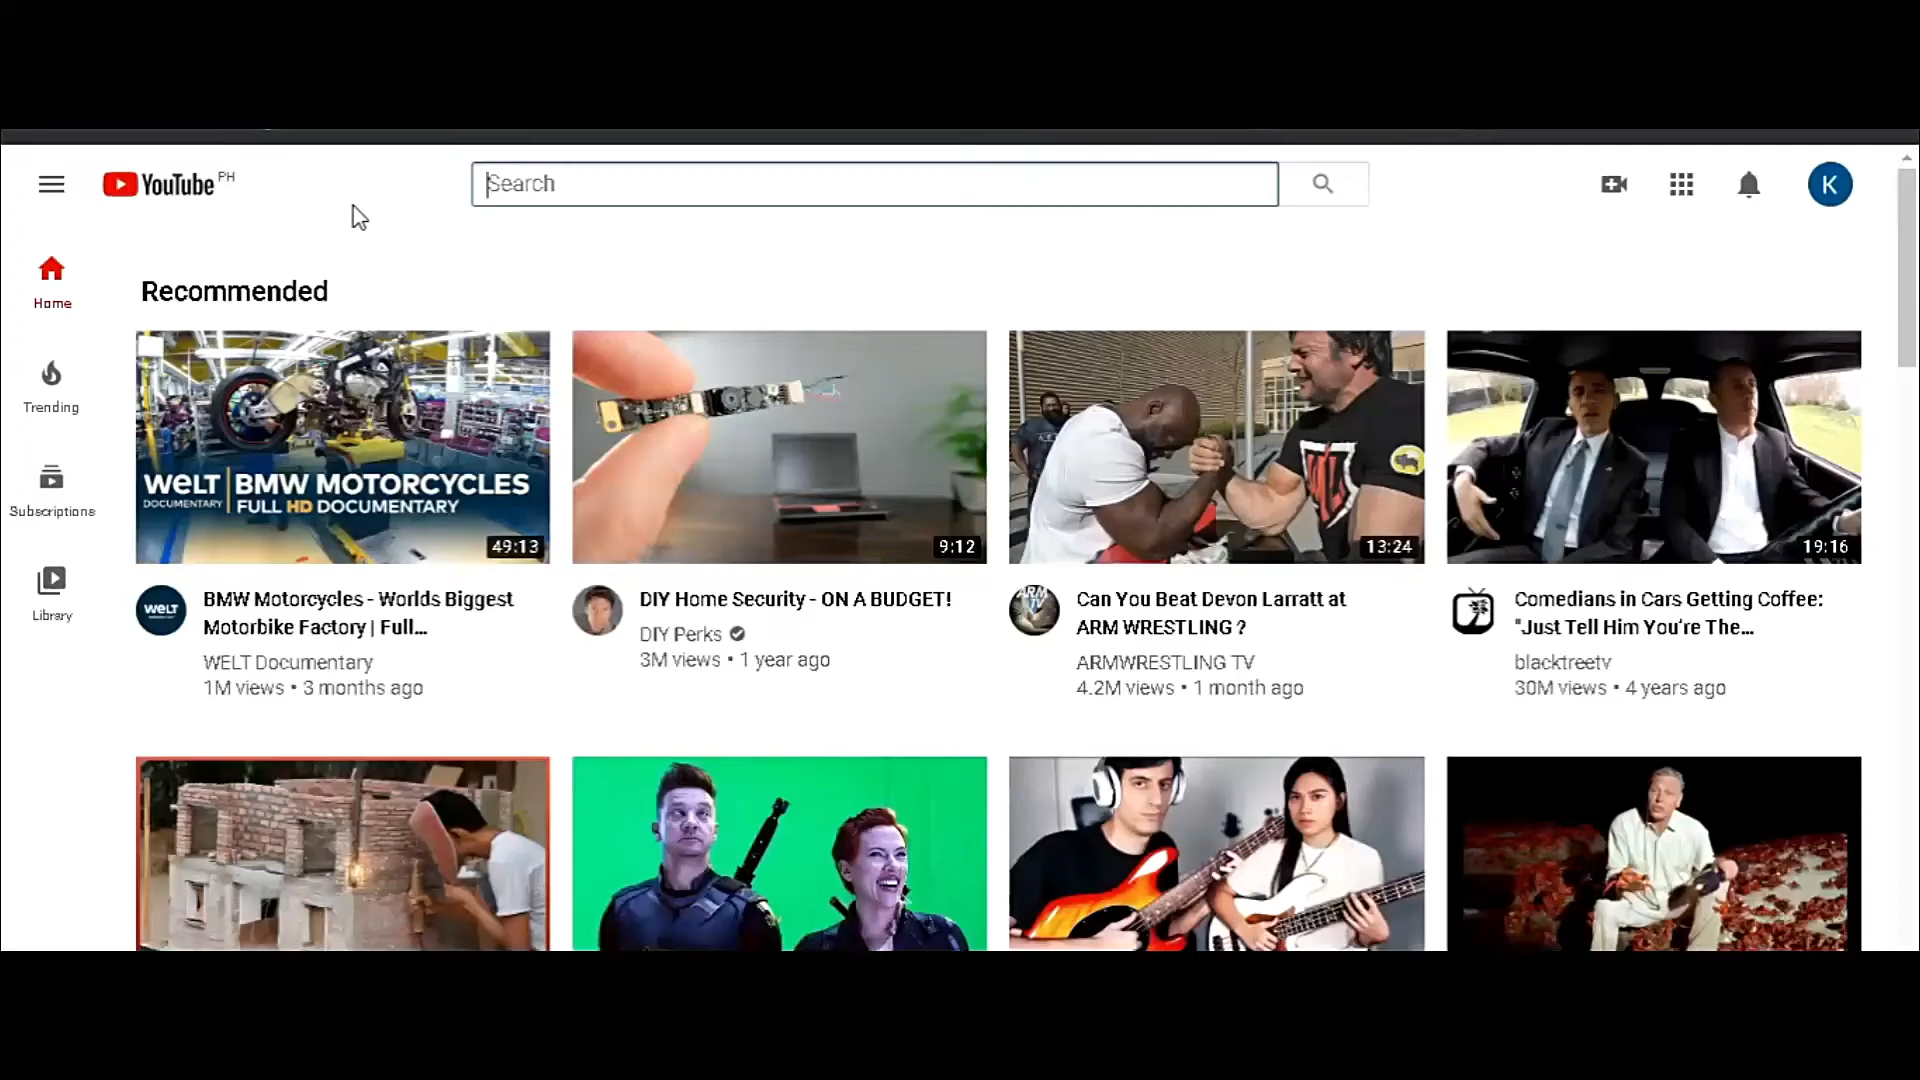 YouTube PH
Search
K
Home
Trending
Subscriptions
Library
Recommended
WELT DOCUMENTARY
BMW MOTORCYCLES
FULL HD DOCUMENTARY
49:13
9:12
13:24
19:16
WELT
BMW Motorcycles - Worlds Biggest
Motorbike Factory | Full...
WELT Documentary
1M views • 3 months ago
DIY Home Security - ON A BUDGET!
DIY Perks
3M views • 1 year ago
ARM
TV
Can You Beat Devon Larratt at
ARM WRESTLING ?
ARMWRESTLING TV
4.2M views • 1 month ago
Comedians in Cars Getting Coffee:
"Just Tell Him You're The...
blacktreetv
30M views • 4 years ago